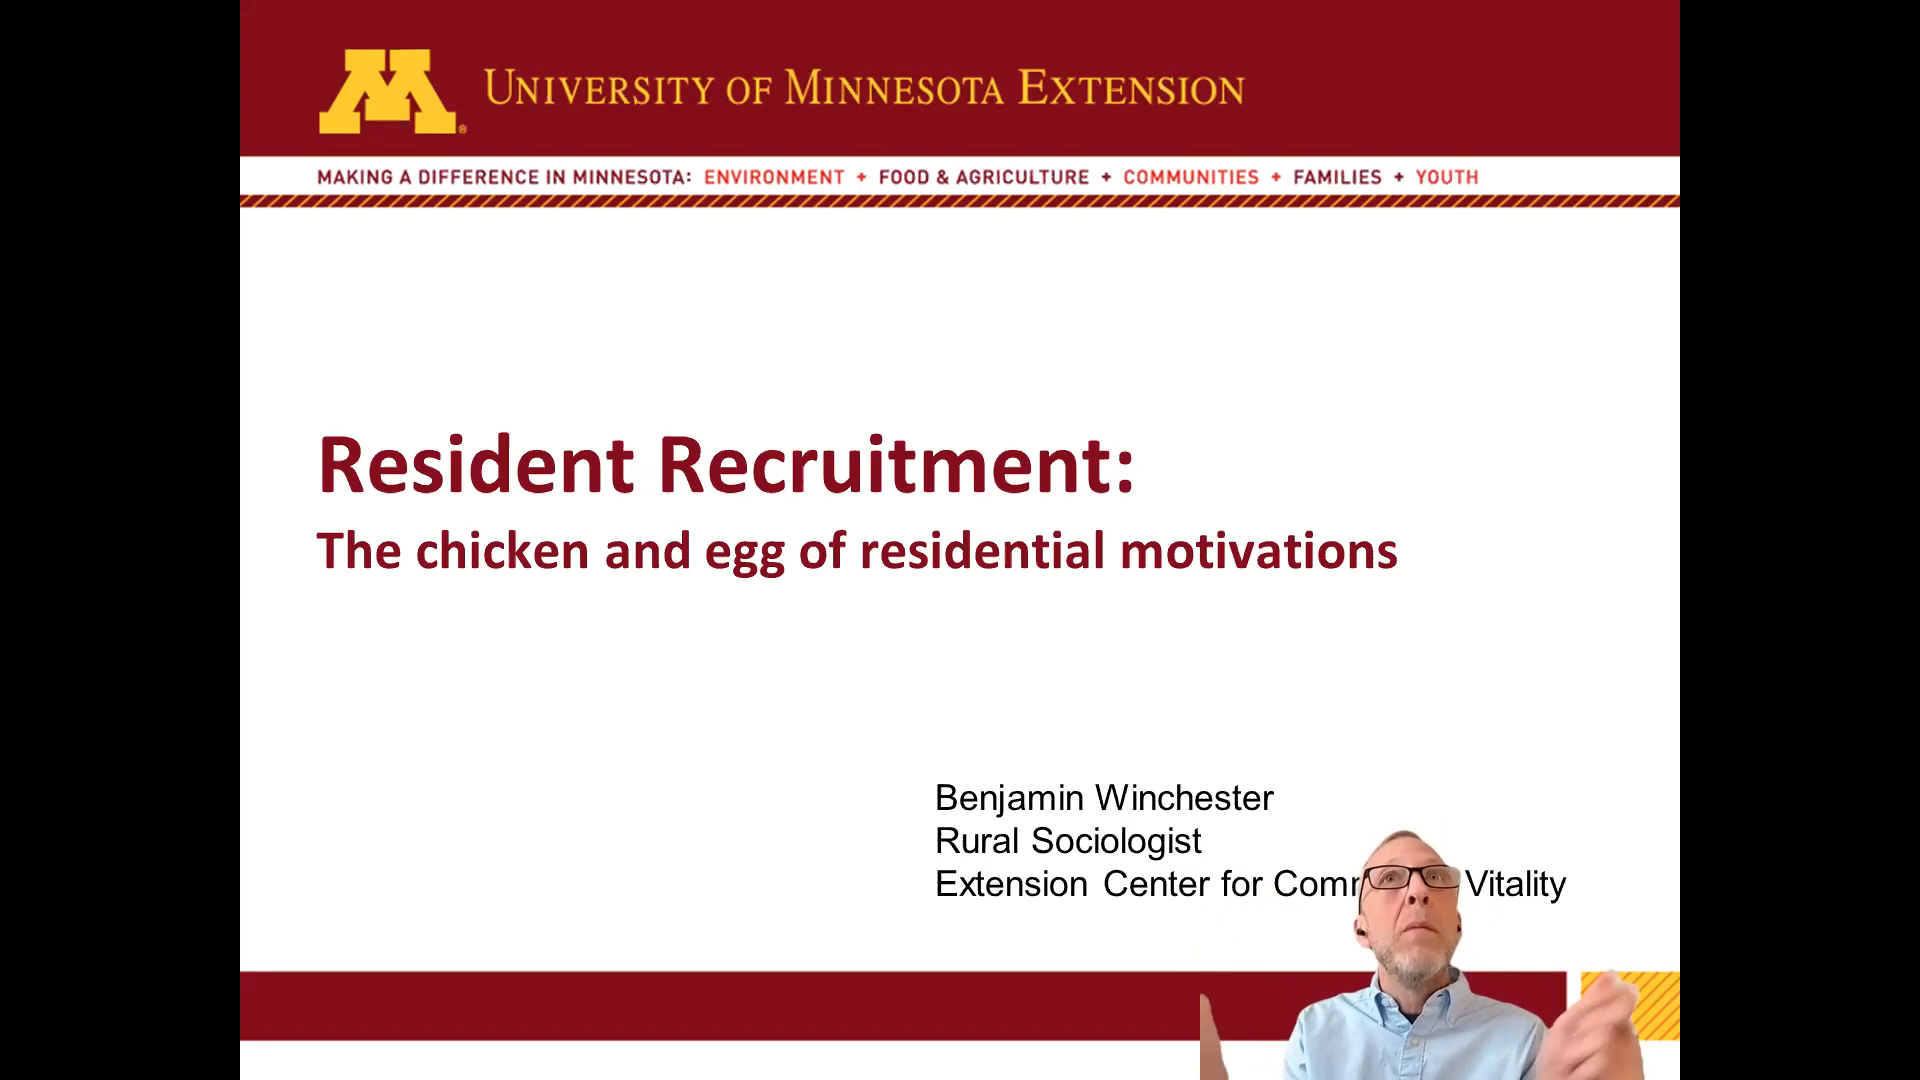 M®
UNIVERSITY OF MINNESOTA EXTENSION
MAKING A DIFFERENCE IN MINNESOTA: ENVIRONMENT + FOOD & AGRICULTURE + COMMUNITIES + FAMILIES + YOUTH
Resident Recruitment:
The chicken and egg of residential motivations
Benjamin Winchester
Rural Sociologist
Extension Center for Vitality